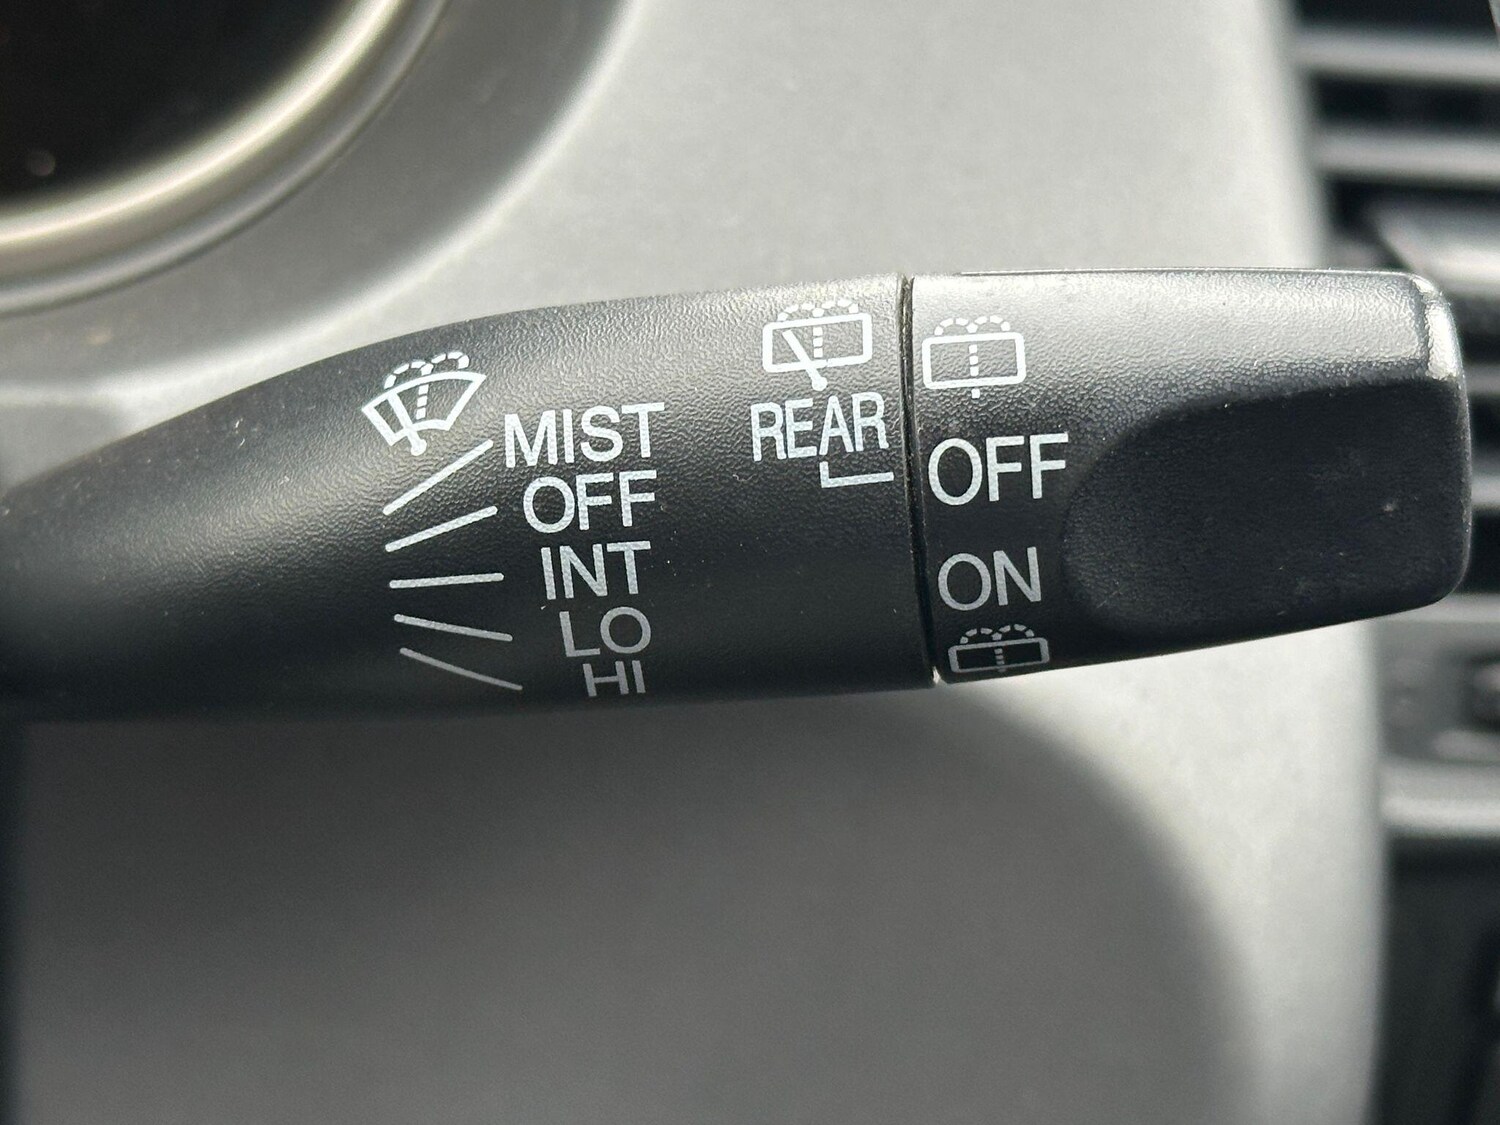 MIST
OFF
INT
LO
HI
REAR
OFF
ON